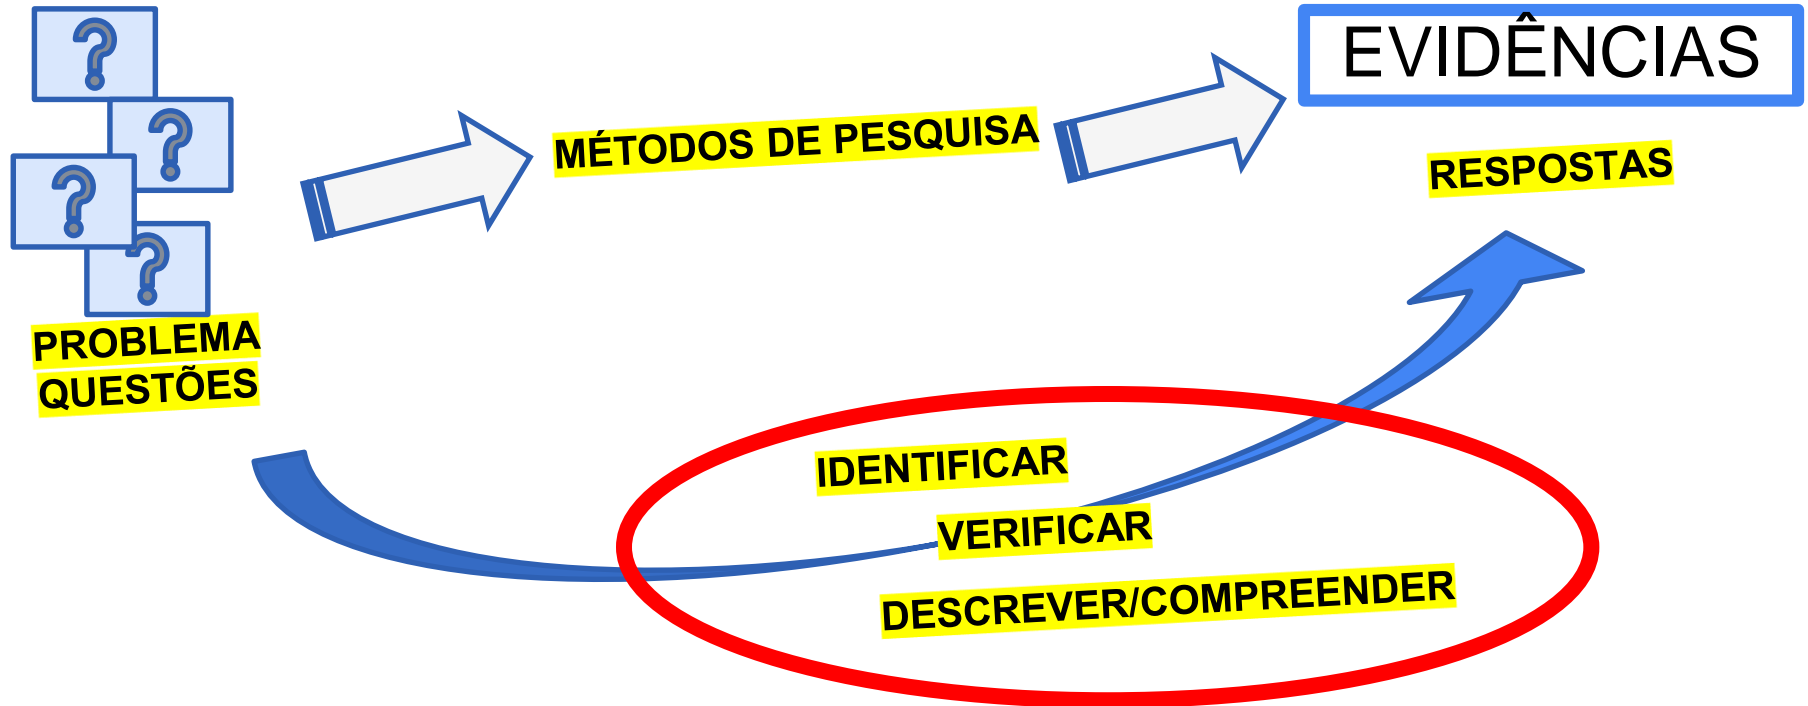 EVIDÊNCIAS
MÉTODOS DE PESQUISA
RESPOSTAS
PROBLEMA
QUESTÕES
IDENTIFICAR
VERIFICAR
DESCREVER/COMPREENDER